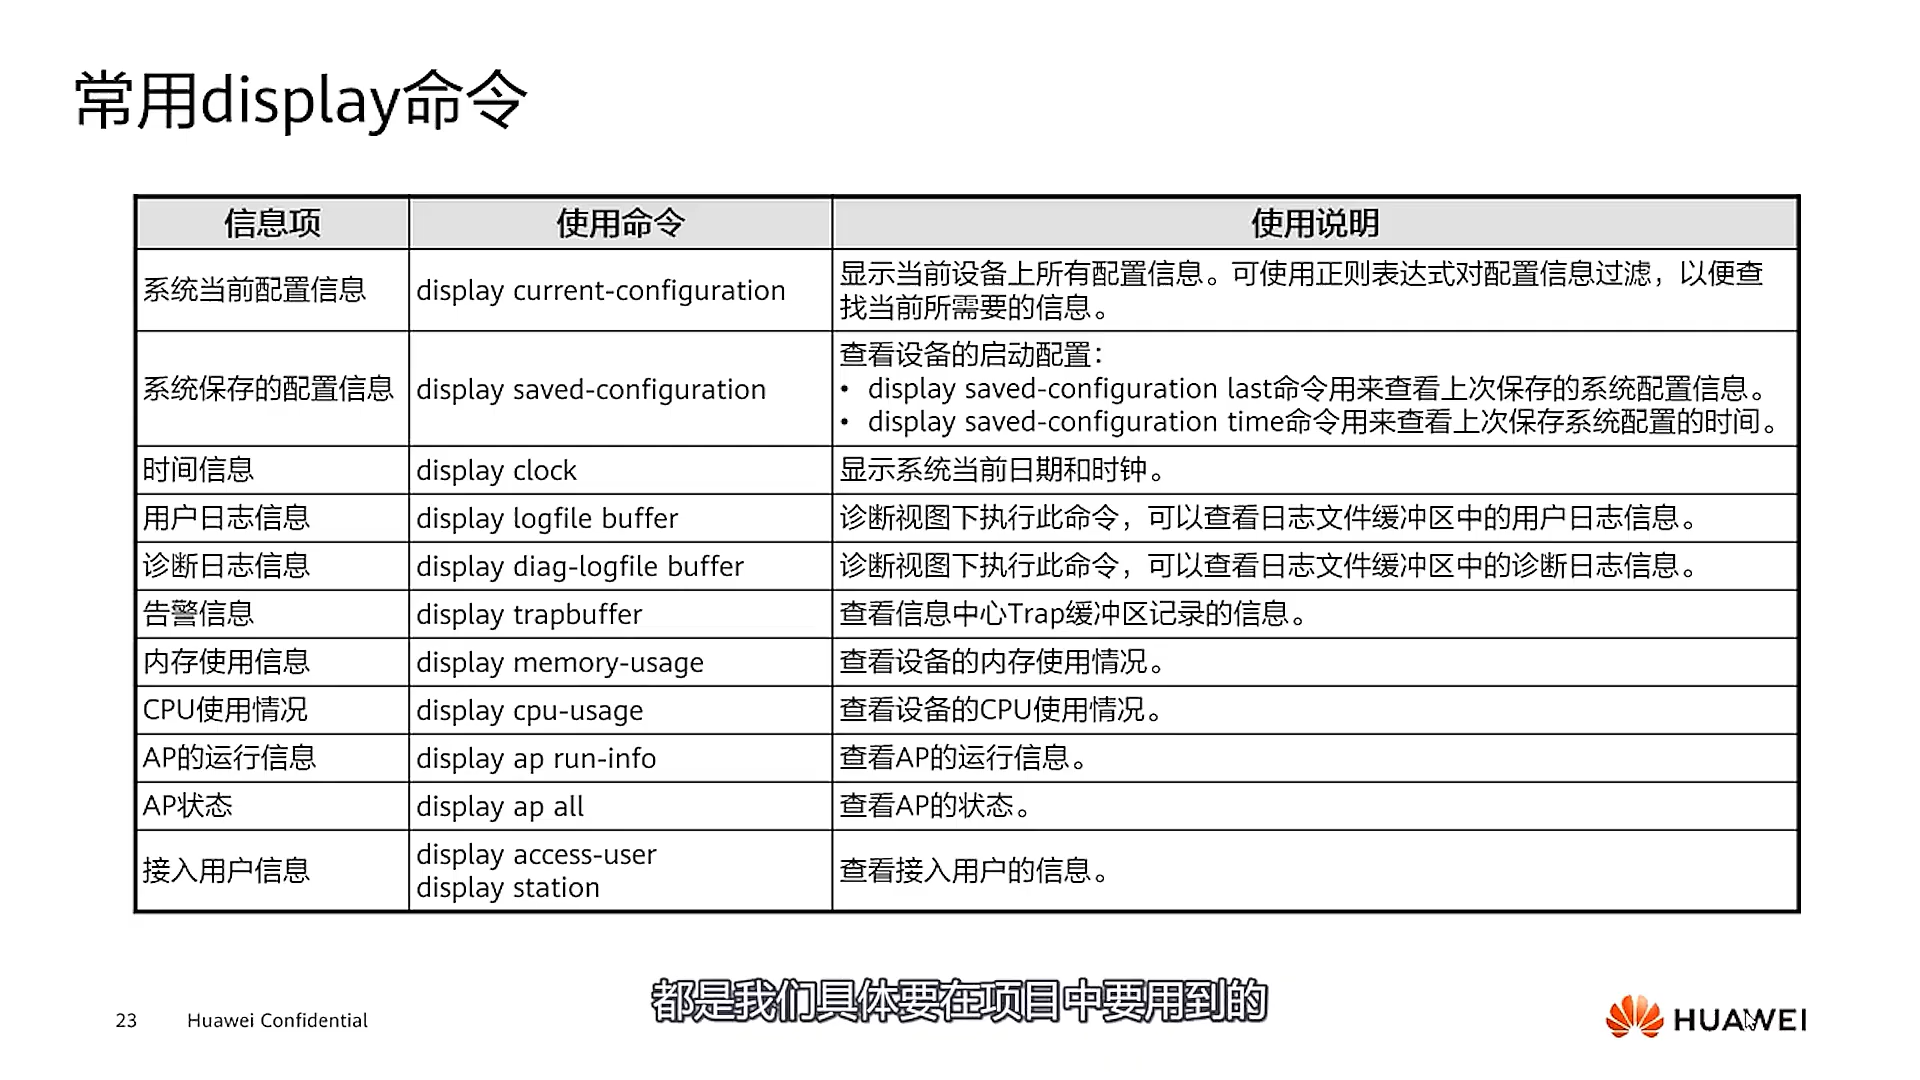 常用display命令
信息项 使用命令 使用说明
系统当前配置信息 display current-configuration 显示当前设备上所有配置信息。可使用正则表达式对配置信息过滤，以便查
找当前所需要的信息。
系统保存的配置信息 display saved-configuration 查看设备的启动配置：
• display saved-configuration last命令用来查看上次保存的系统配置信息。
• display saved-configuration time命令用来查看上次保存系统配置的时间。
时间信息 display clock 显示系统当前日期和时钟。
用户日志信息 display logfile buffer 诊断视图下执行此命令，可以查看日志文件缓冲区中的用户日志信息。
诊断日志信息 display diag-logfile buffer 诊断视图下执行此命令，可以查看日志文件缓冲区中的诊断日志信息。
告警信息 display trapbuffer 查看信息中心Trap缓冲区记录的信息。
内存使用信息 display memory-usage 查看设备的内存使用情况。
CPU使用情况 display cpu-usage 查看设备的CPU使用情况。
AP的运行信息 display ap run-info 查看AP的运行信息。
AP状态 display ap all 查看AP的状态。
接入用户信息 display access-user
display station 查看接入用户的信息。
都是我们具体要在项目中要用到的
23 Huawei Confidential
HUAWEI